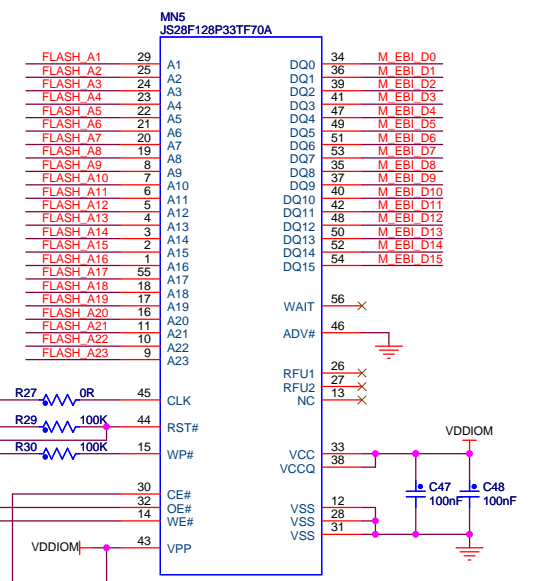 MN5
JS28F128P33TF70A
FLASH_A1 29 A1 DQ0 34 M_EBI_D0
FLASH_A2 25 A2 DQ1 36 M_EBI_D1
FLASH_A3 24 A3 DQ2 39 M_EBI_D2
FLASH_A4 23 A4 DQ3 41 M_EBI_D3
FLASH_A5 22 A5 DQ4 47 M_EBI_D4
FLASH_A6 21 A6 DQ5 49 M_EBI_D5
FLASH_A7 20 A7 DQ6 51 M_EBI_D6
FLASH_A8 19 A8 DQ7 53 M_EBI_D7
FLASH_A9 8 A9 DQ8 35 M_EBI_D8
FLASH_A10 7 A10 DQ9 37 M_EBI_D9
FLASH_A11 6 A11 DQ10 40 M_EBI_D10
FLASH_A12 5 A12 DQ11 42 M_EBI_D11
FLASH_A13 4 A13 DQ12 48 M_EBI_D12
FLASH_A14 3 A14 DQ13 50 M_EBI_D13
FLASH_A15 2 A15 DQ14 52 M_EBI_D14
FLASH_A16 1 A16 DQ15 54 M_EBI_D15
FLASH_A17 55 A17
FLASH_A18 18 A18
FLASH_A19 17 A19 WAIT 56
FLASH_A20 16 A20
FLASH_A21 11 A21 ADV# 46
FLASH_A22 10 A22
FLASH_A23 9 A23
RFU1 26
RFU2 27
R27 0R 45 CLK NC 13
R29 100K 44 RST#
VDDIOM
R30 100K 15 WP# VCC 33
VCCQ 38
CE# 30 C47 100nF C48 100nF
OE# 32 VSS 12
WE# 14 VSS 28
VSS 31
VDDIOM 43 VPP